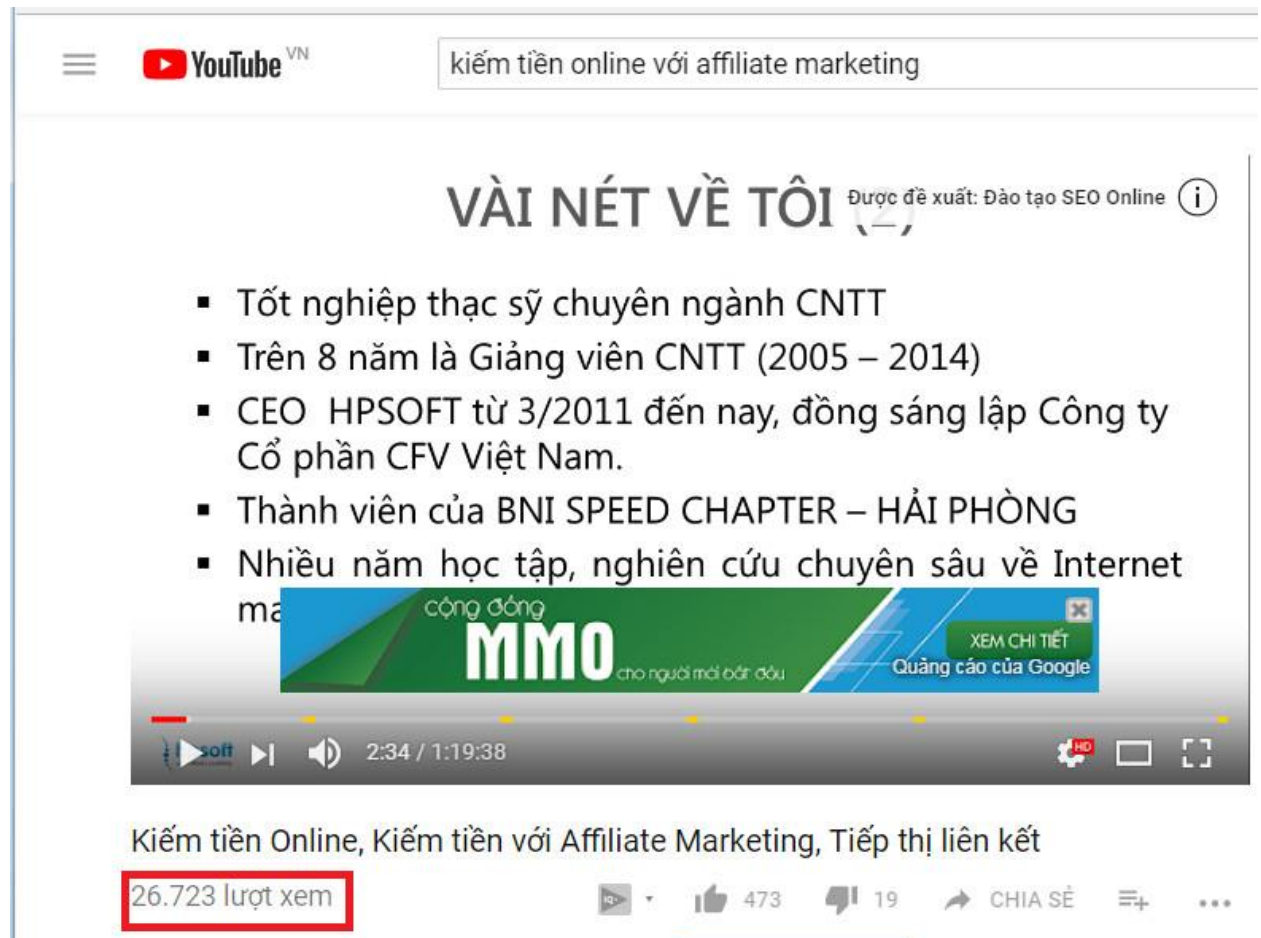 YouTube VN
kiếm tiền online với affiliate marketing
VÀI NÉT VỀ TÔI (2)
Được đề xuất: Đào tạo SEO Online
▪ Tốt nghiệp thạc sỹ chuyên ngành CNTT
▪ Trên 8 năm là Giảng viên CNTT (2005 – 2014)
▪ CEO HPSOFT từ 3/2011 đến nay, đồng sáng lập Công ty
Cổ phần CFV Việt Nam.
▪ Thành viên của BNI SPEED CHAPTER – HẢI PHÒNG
▪ Nhiều năm học tập, nghiên cứu chuyên sâu về Internet
cộng đồng
MMO
cho người mới bắt đầu
XEM CHI TIẾT
Quảng cáo của Google
2:34 / 1:19:38
HD
Kiếm tiền Online, Kiếm tiền với Affiliate Marketing, Tiếp thị liên kết
26.723 lượt xem
473
19
CHIA SẺ